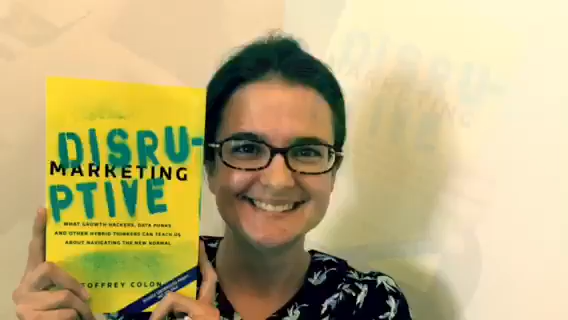 DISRU-
MARKETING
PTIVE
WHAT GROWTH HACKERS, DATA PUNKS
AND OTHER HYBRID THINKERS CAN TEACH US
ABOUT NAVIGATING THE NEW NORMAL
OFFREY COLON